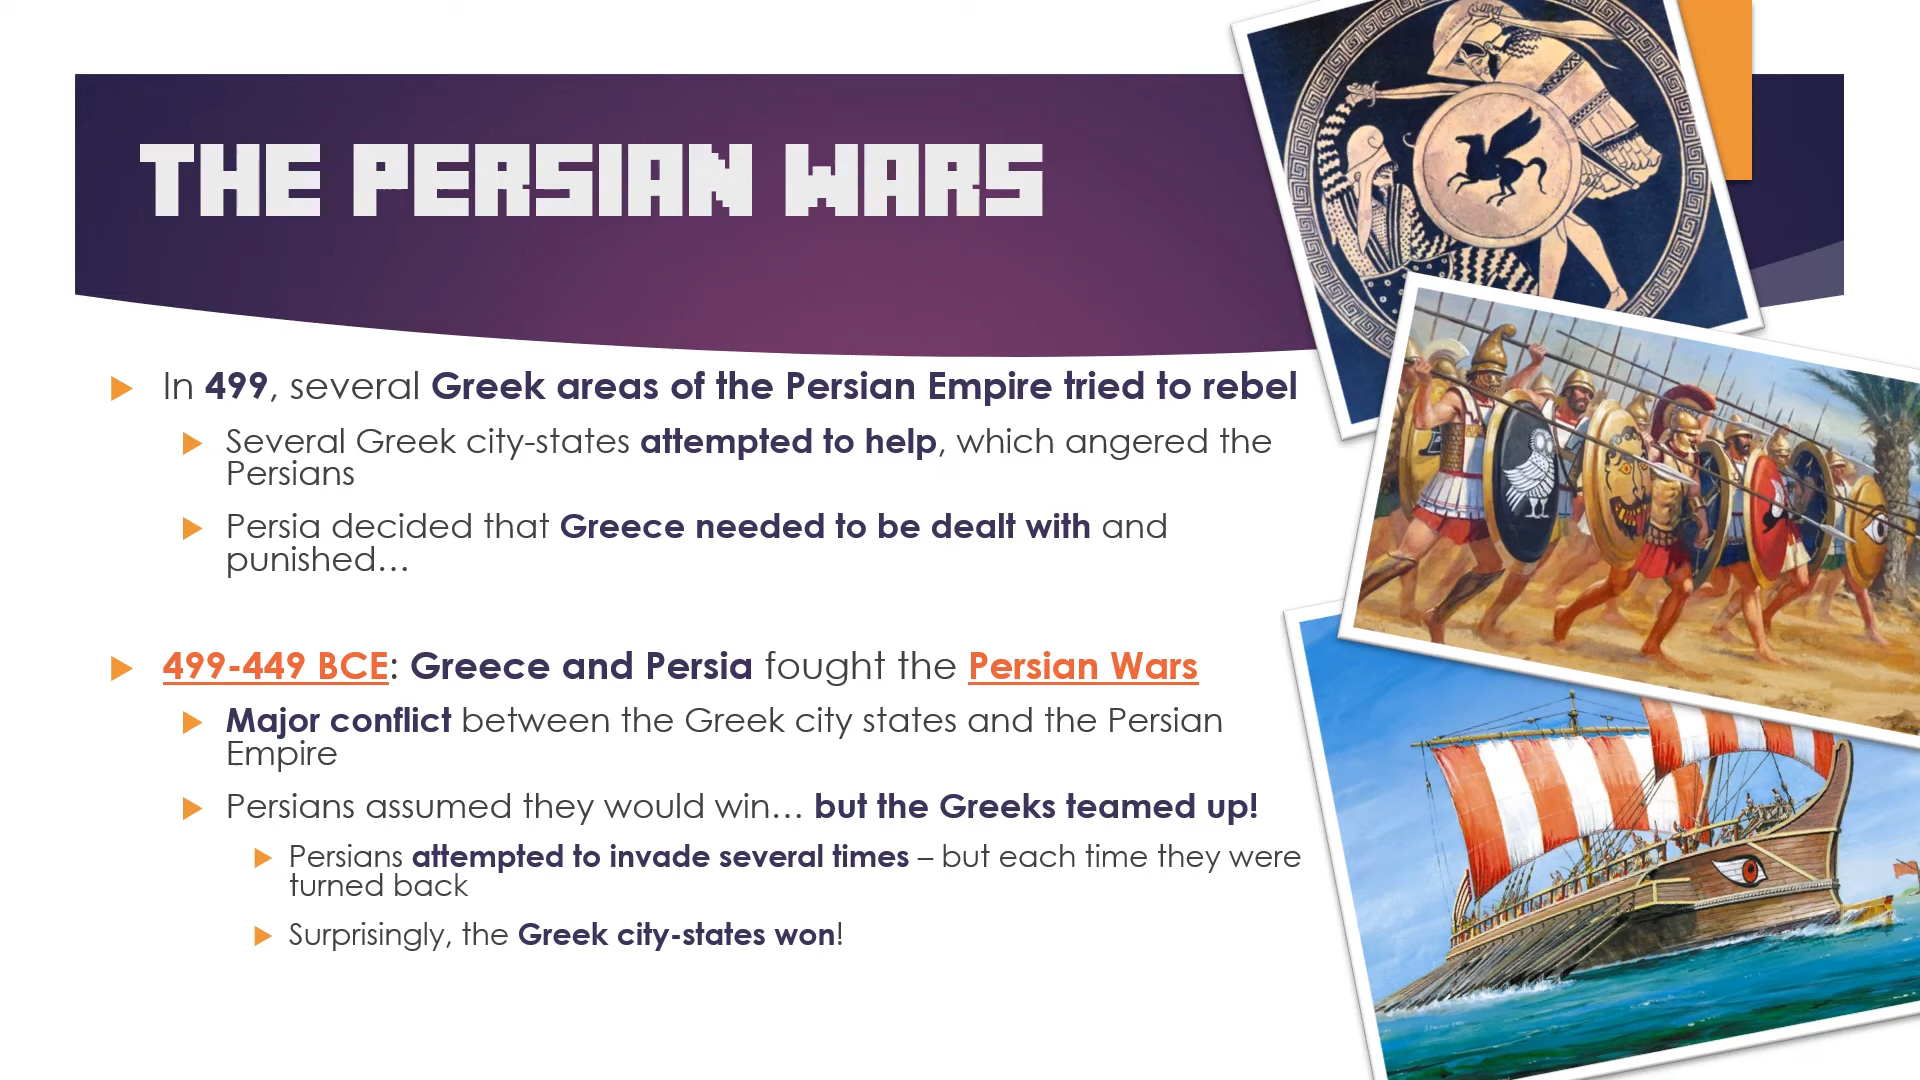 THE PERSIAN WARS
In 499, several Greek areas of the Persian Empire tried to rebel
Several Greek city-states attempted to help, which angered the
Persians
Persia decided that Greece needed to be dealt with and
punished…
499-449 BCE: Greece and Persia fought the Persian Wars
Major conflict between the Greek city states and the Persian
Empire
Persians assumed they would win… but the Greeks teamed up!
Persians attempted to invade several times – but each time they were
turned back
Surprisingly, the Greek city-states won!